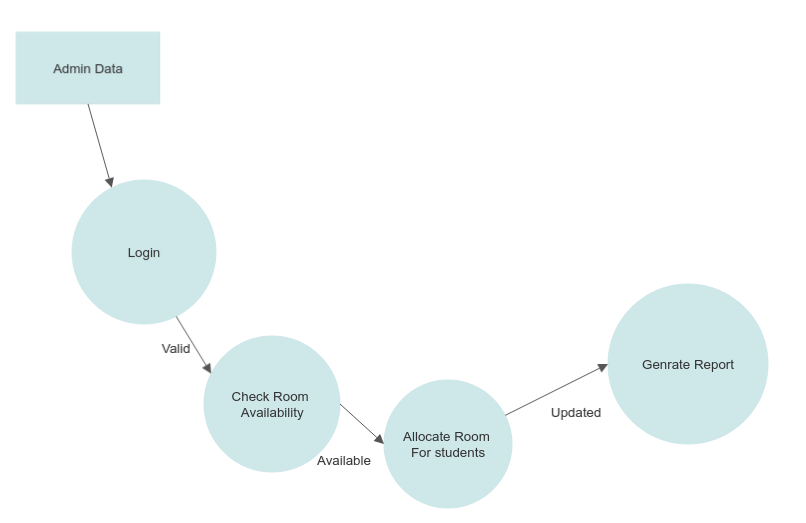 Admin Data
Login
Valid
Check Room
Availability
Available
Allocate Room
For students
Updated
Genrate Report